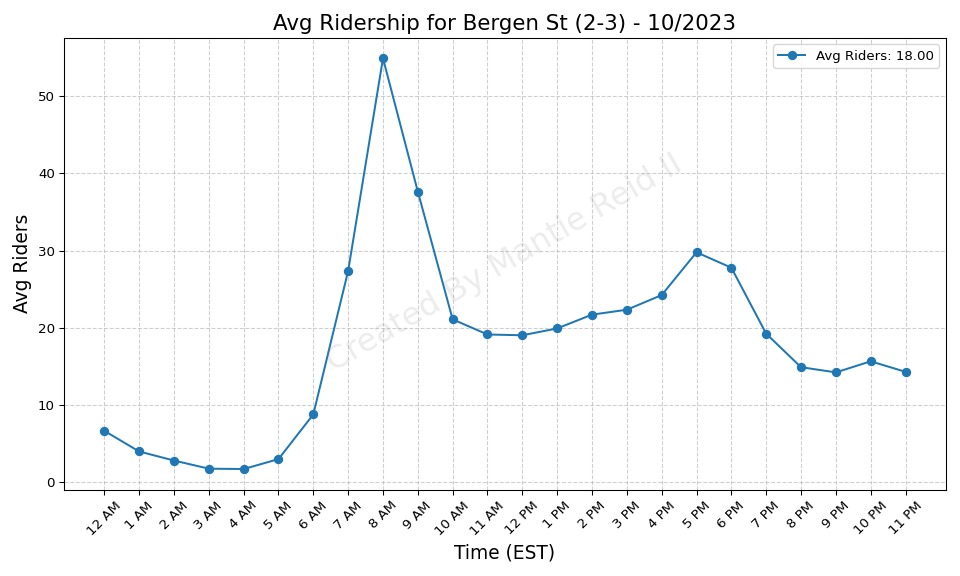 Avg Ridership for Bergen St (2-3) - 10/2023
Avg Riders: 18.00
Avg Riders
50
40
30
20
10
0
Created By Mantle Reid II
12 AM
1 AM
2 AM
3 AM
4 AM
5 AM
6 AM
7 AM
8 AM
9 AM
10 AM
11 AM
12 PM
1 PM
2 PM
3 PM
4 PM
5 PM
6 PM
7 PM
8 PM
9 PM
10 PM
11 PM
Time (EST)